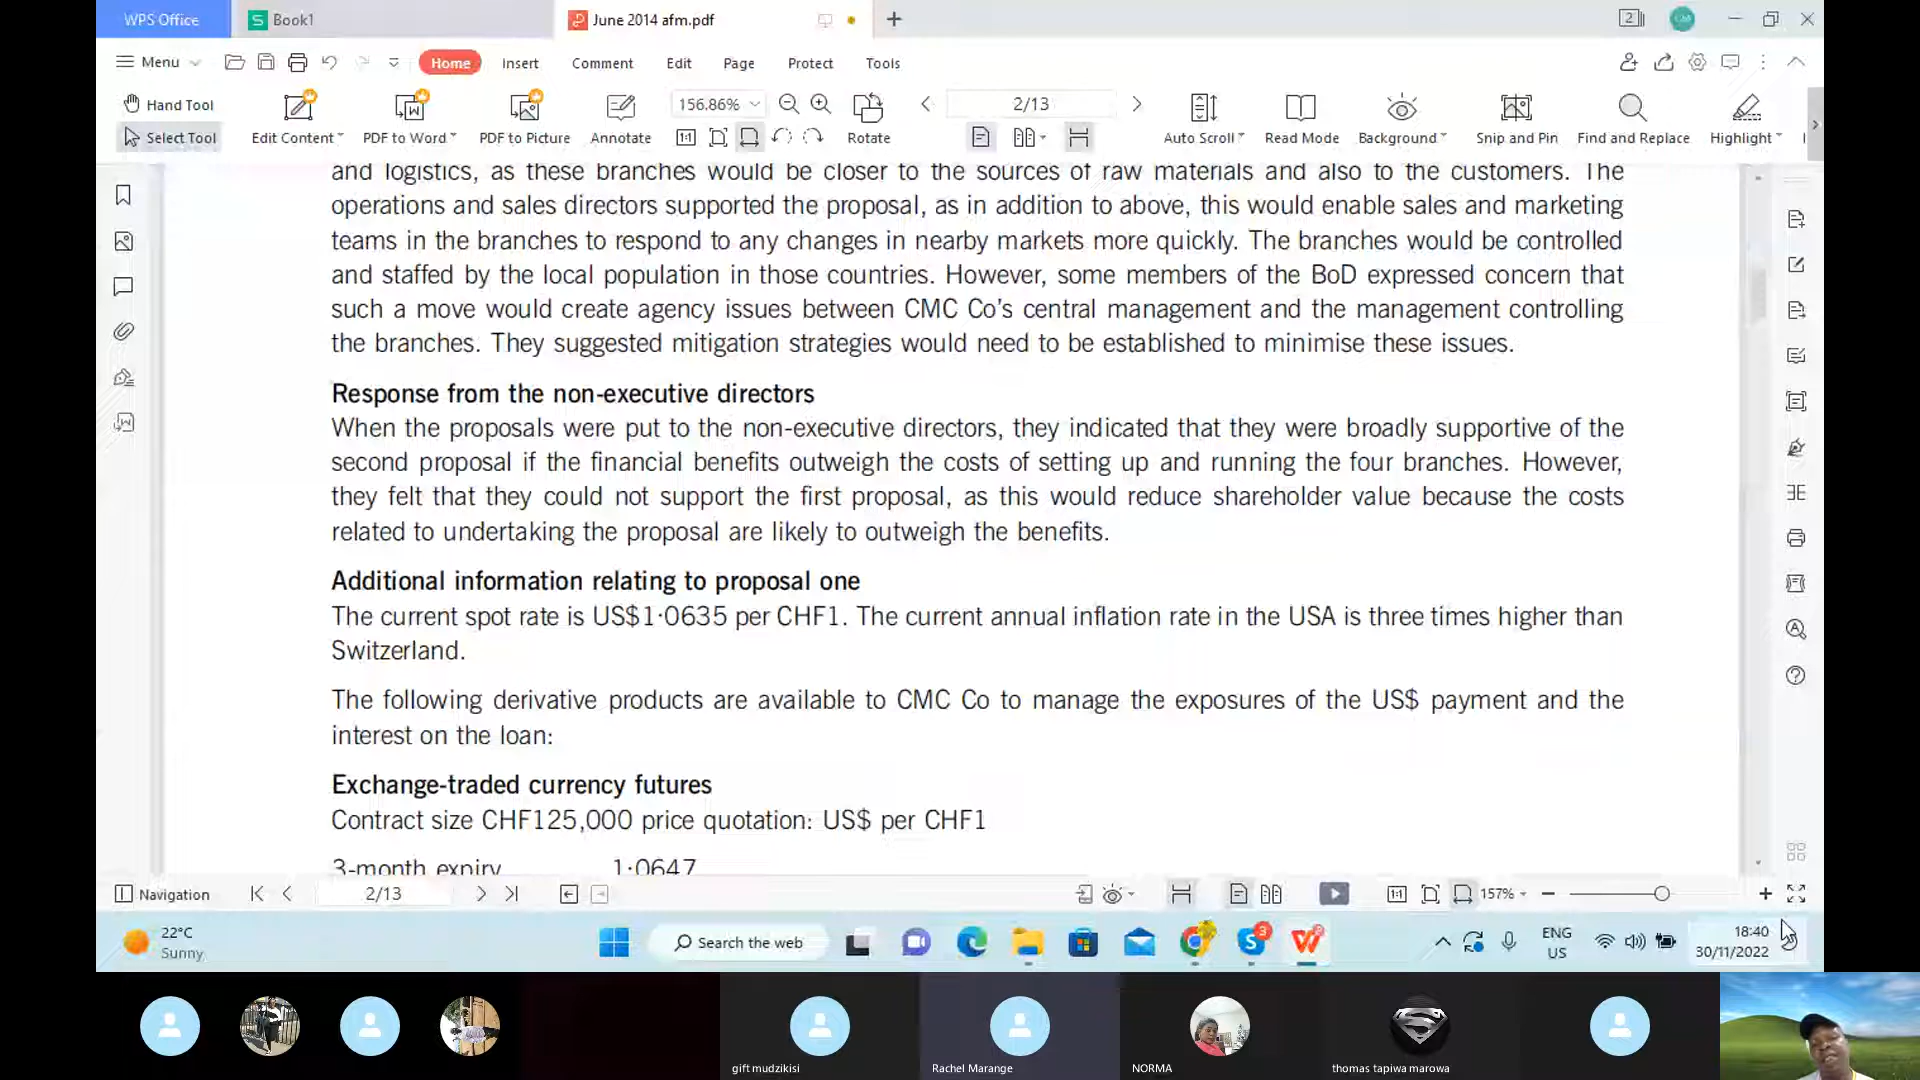 WPS Office
Book1
June 2014 afm.pdf
2
CM
Menu
Home
Insert
Comment
Edit
Page
Protect
Tools
Hand Tool
Select Tool
Edit Content
PDF to Word
PDF to Picture
Annotate
156.86%
2/13
Rotate
Auto Scroll
Read Mode
Background
Snip and Pin
Find and Replace
Highlight
and logistics, as these branches would be closer to the sources of raw materials and also to the customers. The
operations and sales directors supported the proposal, as in addition to above, this would enable sales and marketing
teams in the branches to respond to any changes in nearby markets more quickly. The branches would be controlled
and staffed by the local population in those countries. However, some members of the BoD expressed concern that
such a move would create agency issues between CMC Co's central management and the management controlling
the branches. They suggested mitigation strategies would need to be established to minimise these issues.
Response from the non-executive directors
When the proposals were put to the non-executive directors, they indicated that they were broadly supportive of the
second proposal if the financial benefits outweigh the costs of setting up and running the four branches. However,
they felt that they could not support the first proposal, as this would reduce shareholder value because the costs
related to undertaking the proposal are likely to outweigh the benefits.
Additional information relating to proposal one
The current spot rate is US$1·0635 per CHF1. The current annual inflation rate in the USA is three times higher than
Switzerland.
The following derivative products are available to CMC Co to manage the exposures of the US$ payment and the
interest on the loan:
Exchange-traded currency futures
Contract size CHF125,000 price quotation: US$ per CHF1
3-month expiry 1·0647
Navigation
2/13
157%
22°C
Sunny
Search the web
3
ENG
US
18:40
30/11/2022
gift mudzikisi
Rachel Marange
NORMA
thomas tapiwa marowa